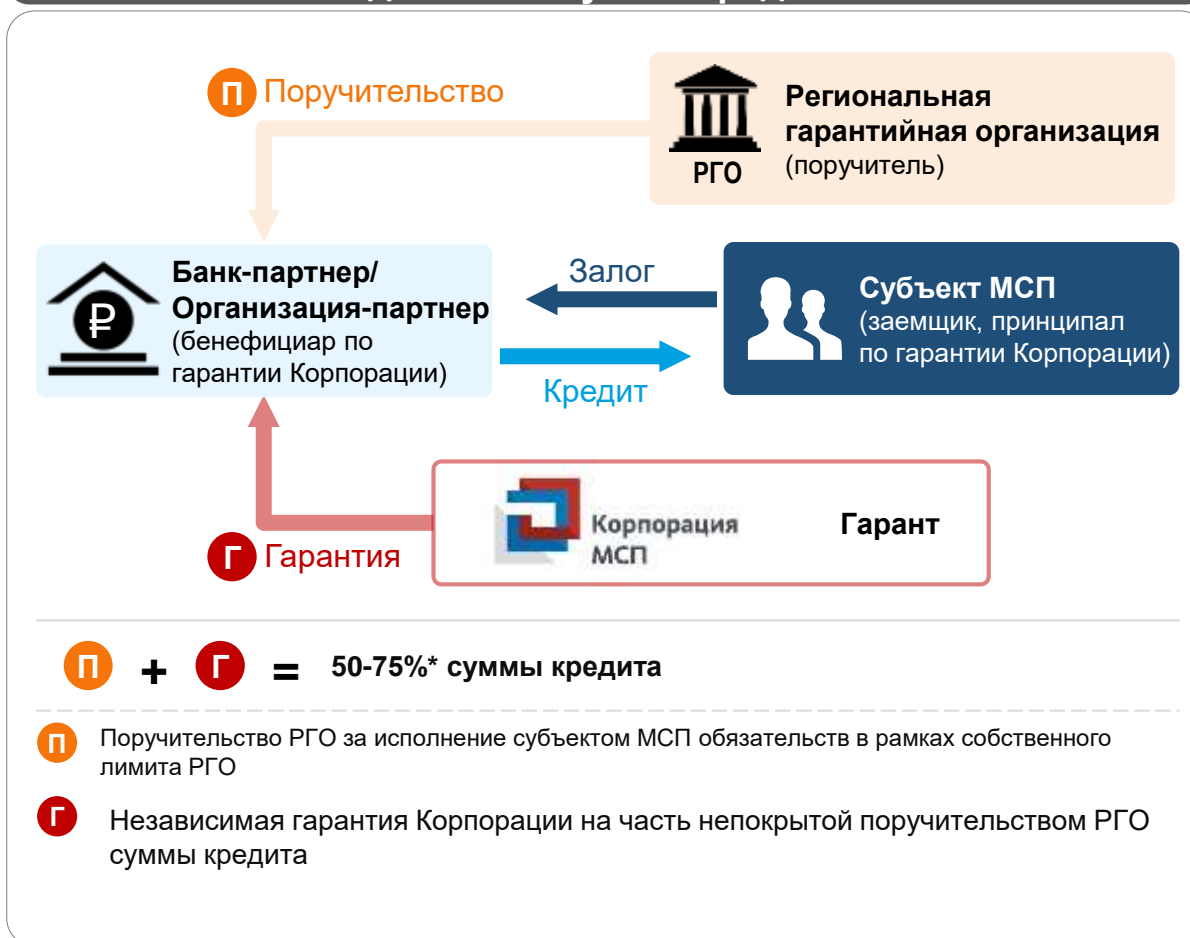 П Поручительство
Региональная
гарантийная организация
(поручитель)
РГО
₽
Банк-партнер/
Организация-партнер
(бенефициар по
гарантии Корпорации)
Залог
Кредит
Субъект МСП
(заемщик, принципал
по гарантии Корпорации)
Корпорация
МСП
Гарант
Г Гарантия
П + Г = 50-75%* суммы кредита
П Поручительство РГО за исполнение субъектом МСП обязательств в рамках собственного
лимита РГО
Г Независимая гарантия Корпорации на часть непокрытой поручительством РГО
суммы кредита